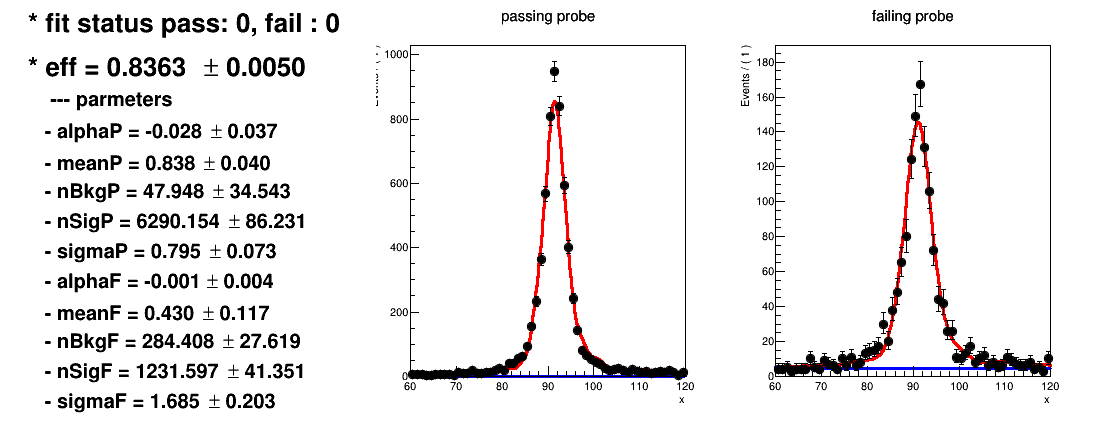 * fit status pass: 0, fail : 0
* eff = 0.8363 ± 0.0050
--- parmeters
- alphaP = -0.028 ± 0.037
- meanP = 0.838 ± 0.040
- nBkgP = 47.948 ± 34.543
- nSigP = 6290.154 ± 86.231
- sigmaP = 0.795 ± 0.073
- alphaF = -0.001 ± 0.004
- meanF = 0.430 ± 0.117
- nBkgF = 284.408 ± 27.619
- nSigF = 1231.597 ± 41.351
- sigmaF = 1.685 ± 0.203
passing probe
1000
800
600
400
200
0
60 70 80 90 100 110 120
x
failing probe
Events / ( 1 )
180
160
140
120
100
80
60
40
20
0
60 70 80 90 100 110 120
x